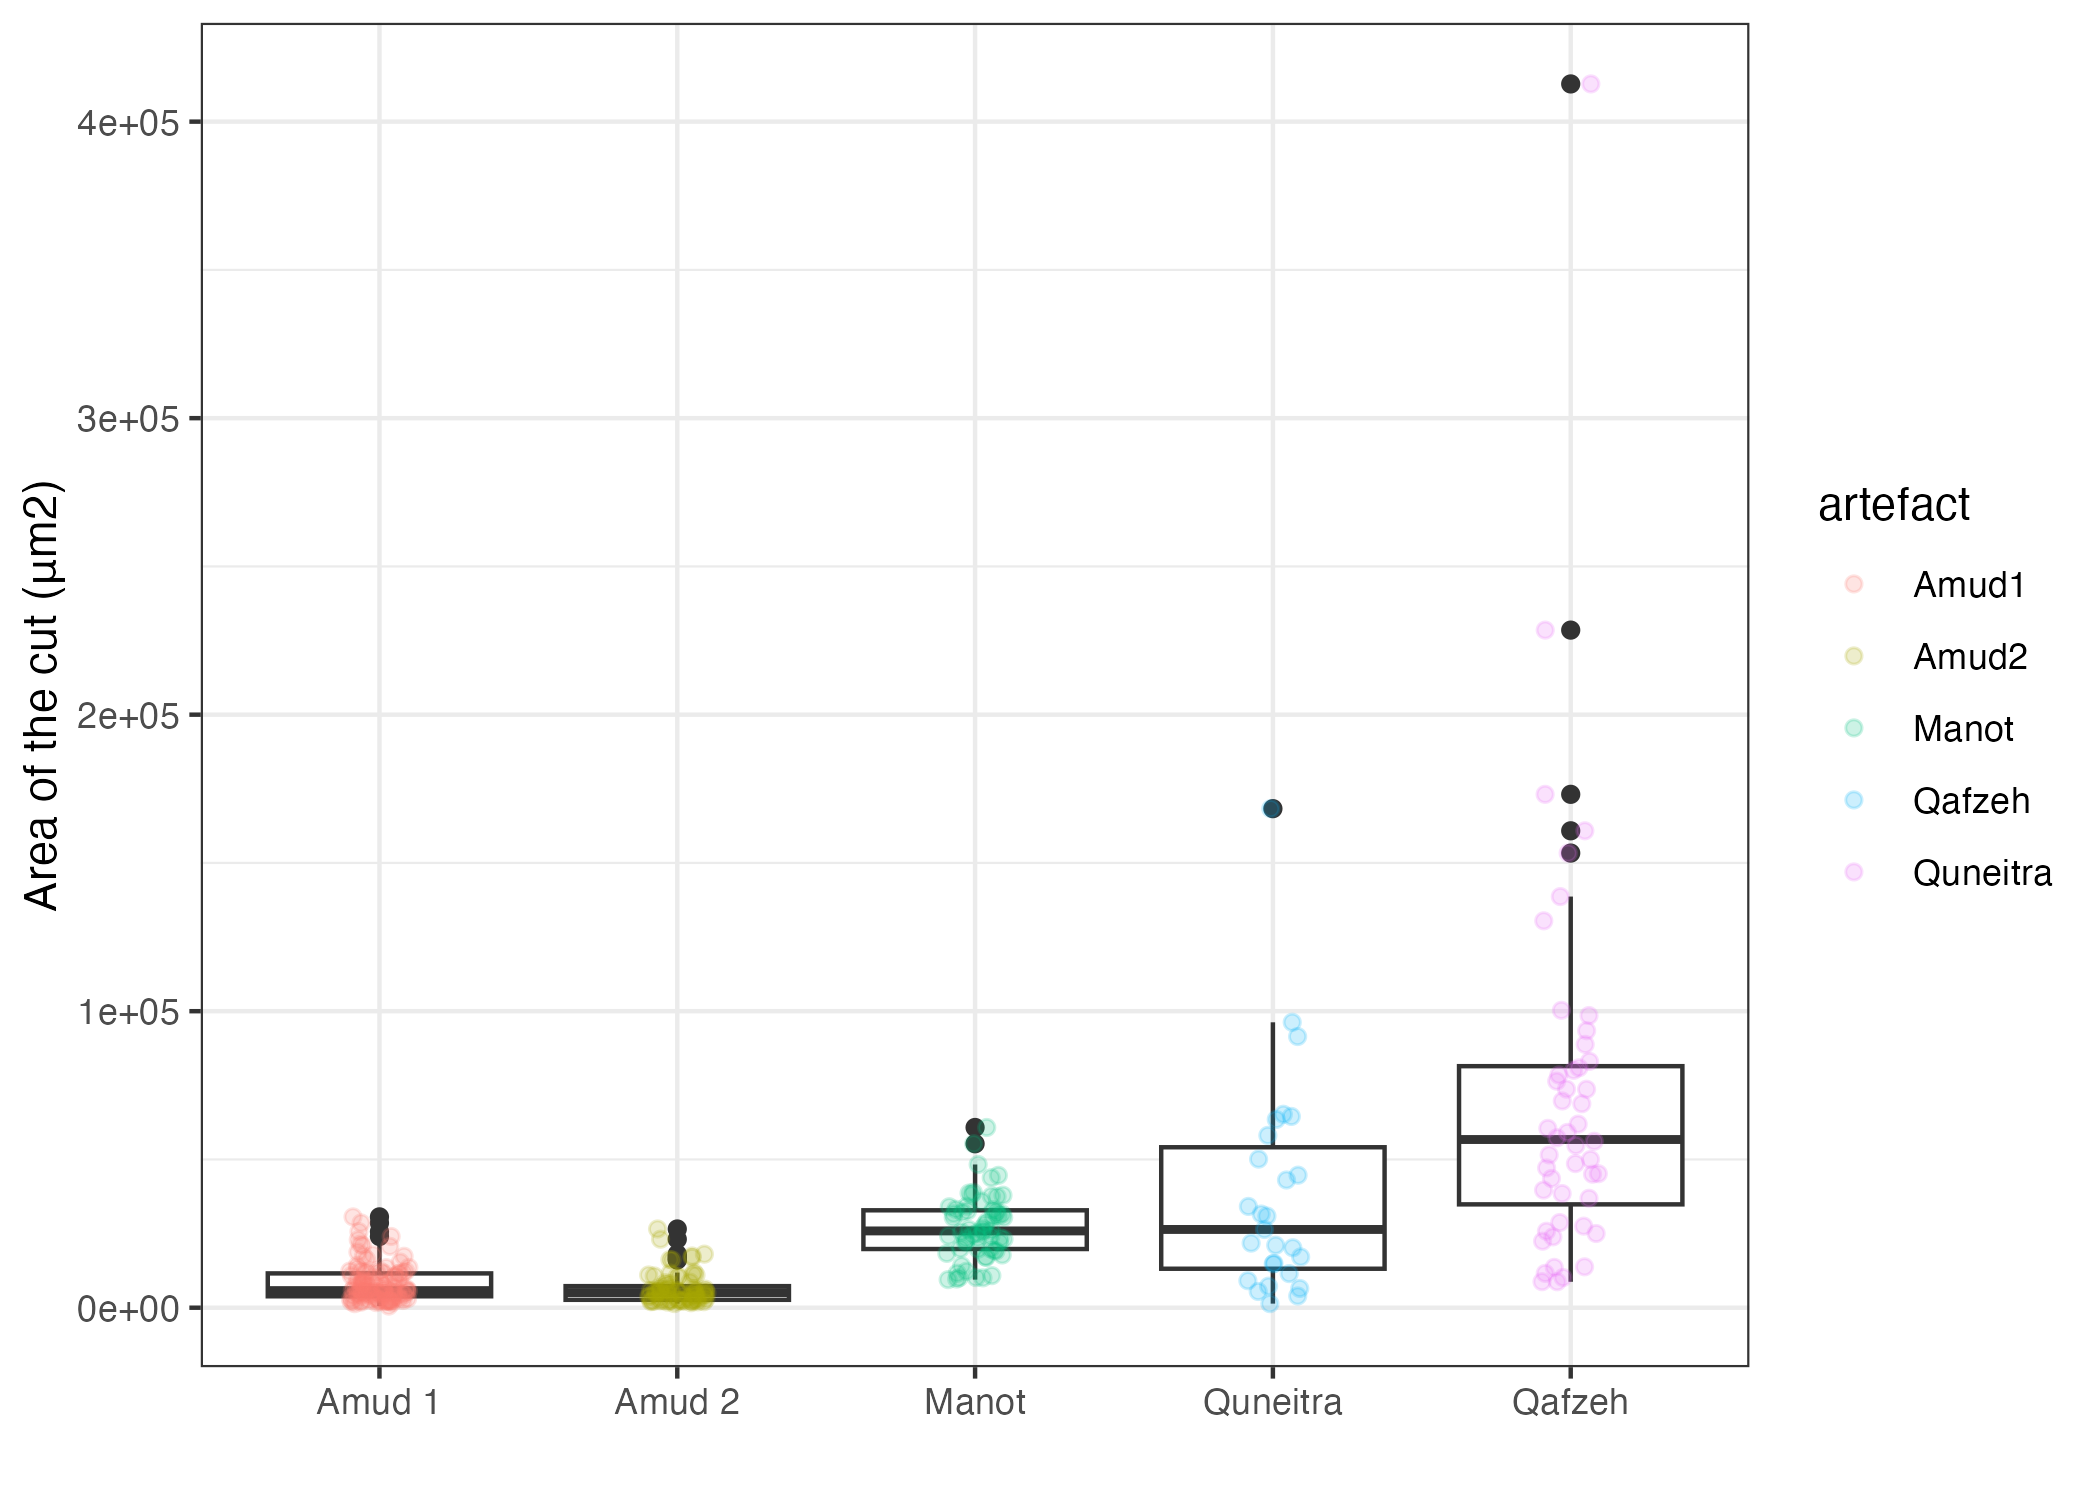 Area of the cut (µm2)
4e+05
3e+05
2e+05
1e+05
0e+00
Amud 1
Amud 2
Manot
Quneitra
Qafzeh
artefact
Amud1
Amud2
Manot
Qafzeh
Quneitra